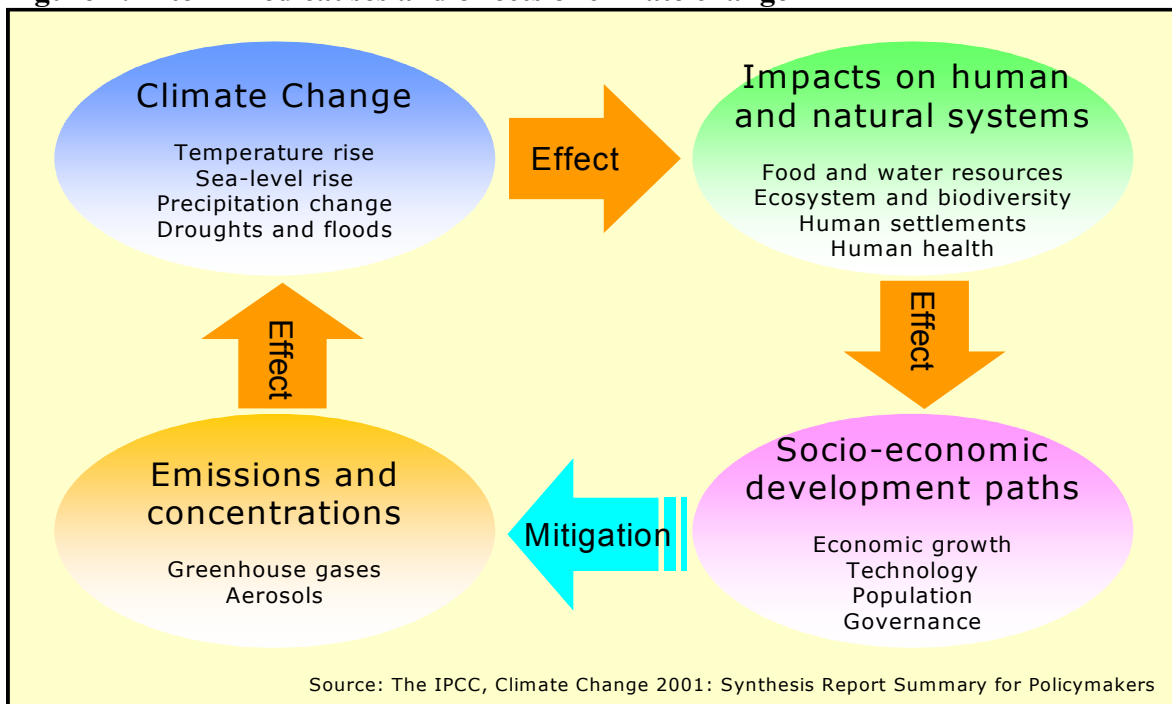 Climate Change
Temperature rise
Sea-level rise
Precipitation change
Droughts and floods
Effect
Impacts on human
and natural systems
Food and water resources
Ecosystem and biodiversity
Human settlements
Human health
Effect
Effect
Emissions and
concentrations
Greenhouse gases
Aerosols
Mitigation
Socio-economic
development paths
Economic growth
Technology
Population
Governance
Source: The IPCC, Climate Change 2001: Synthesis Report Summary for Policymakers